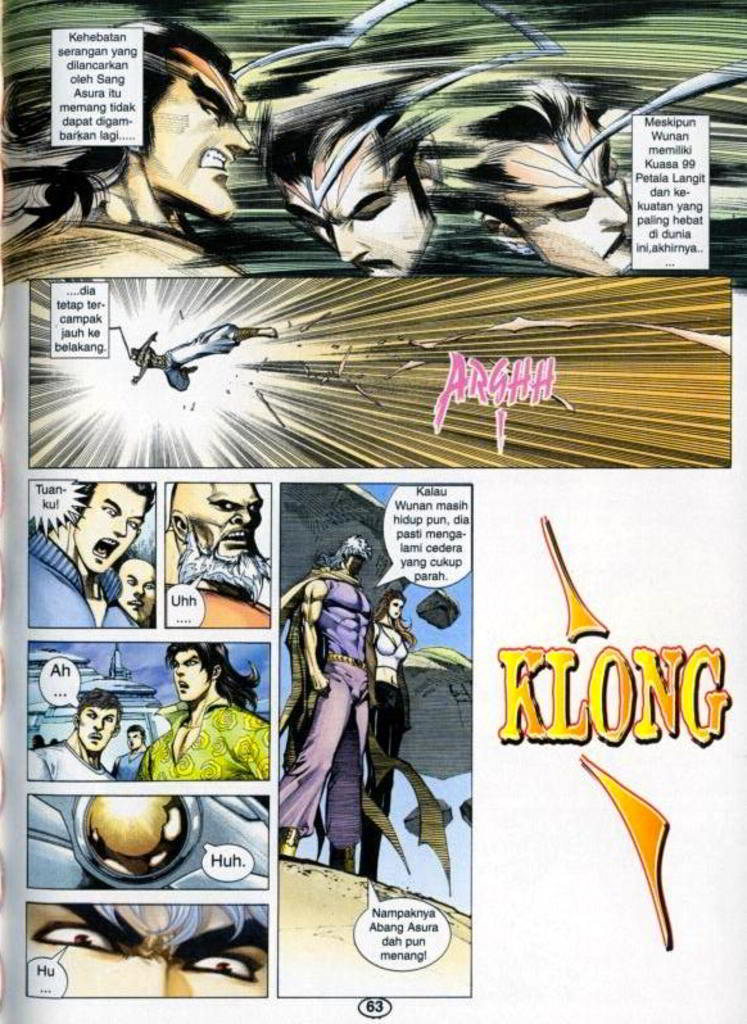 Kehebatan
serangan yang
dilancarkan
oleh Sang
Asura itu
memang tidak
dapat digam-
barkan lagi.....
Meskipun
Wunan
memiliki
Kuasa 99
Petala Langit
dan ke-
kuatan yang
paling hebat
di dunia
ini,akhirnya..
...
....dia
tetap ter-
campak
jauh ke
belakang.
ARGHH
!
Tuan-
ku!
Uhh
....
Kalau
Wunan masih
hidup pun, dia
pasti menga-
lami cedera
yang cukup
parah.
KLONG
Ah
...
Huh.
Hu
...
Nampaknya
Abang Asura
dah pun
menang!
63